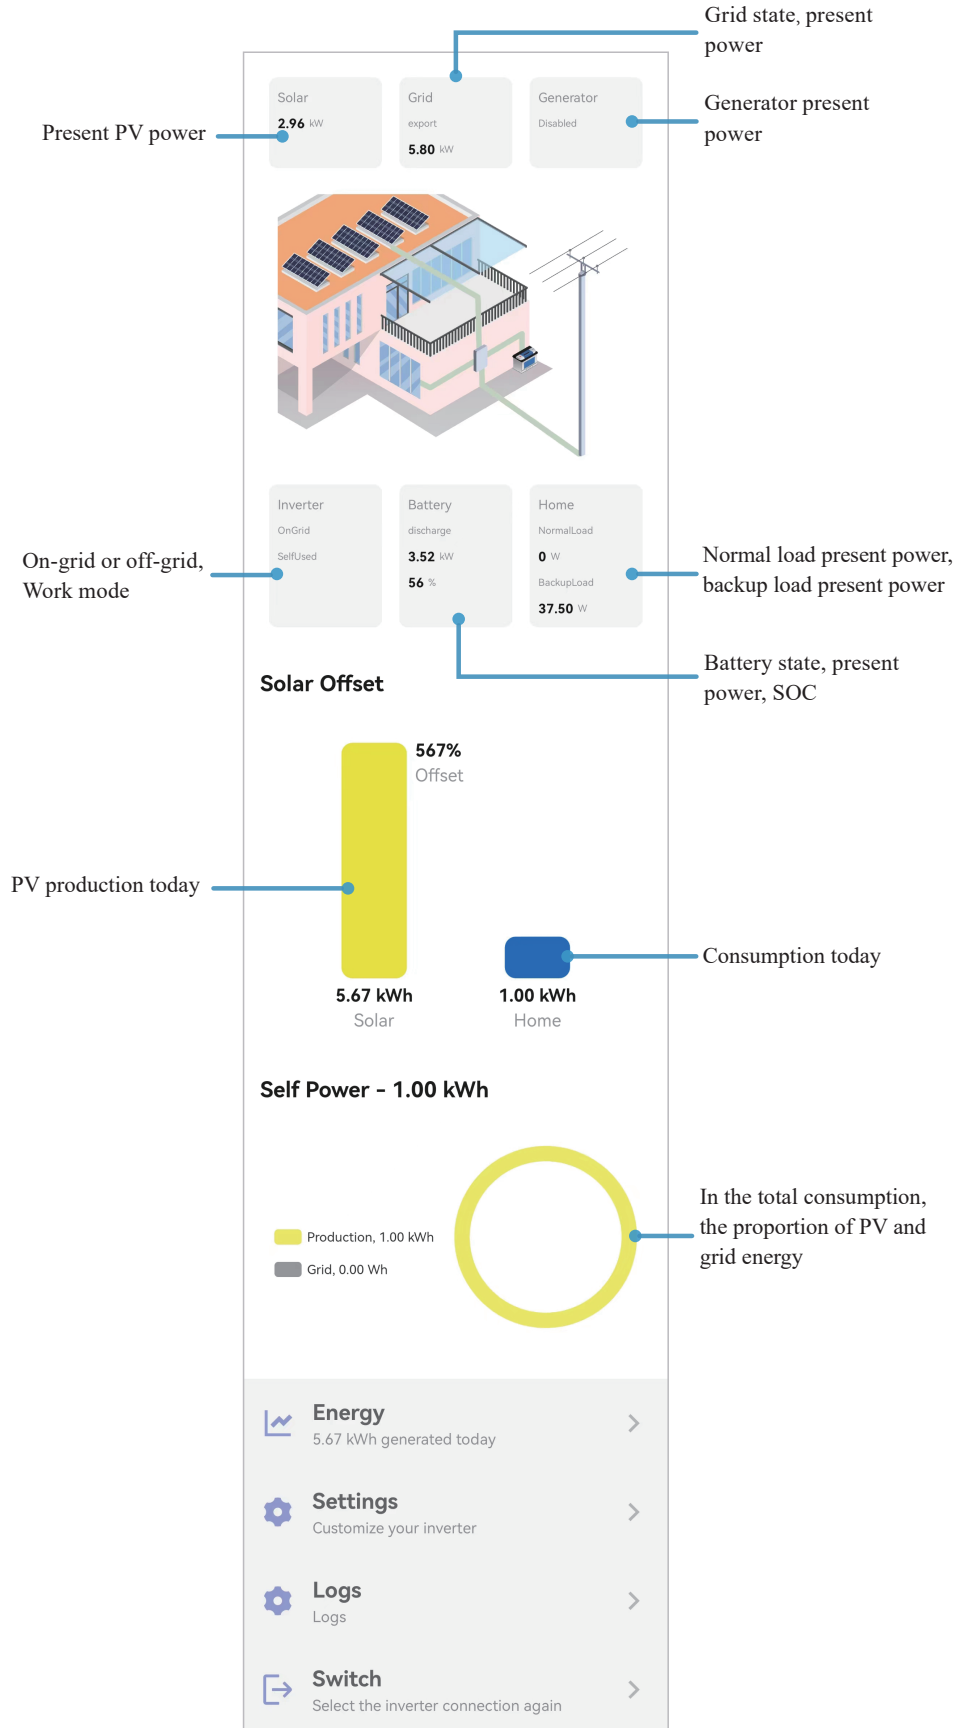 Grid state, present
power
Solar
2.96 kW
Grid
export
5.80 kW
Generator
Disabled
Generator present
power
Present PV power
Inverter
OnGrid
SelfUsed
Battery
discharge
3.52 kW
56 %
Home
NormalLoad
0 W
BackupLoad
37.50 W
On-grid or off-grid,
Work mode
Normal load present power,
backup load present power
Battery state, present
power, SOC
Solar Offset
567%
Offset
PV production today
Consumption today
5.67 kWh
Solar
1.00 kWh
Home
Self Power - 1.00 kWh
Production, 1.00 kWh
Grid, 0.00 Wh
In the total consumption,
the proportion of PV and
grid energy
Energy
5.67 kWh generated today
Settings
Customize your inverter
Logs
Logs
Switch
Select the inverter connection again